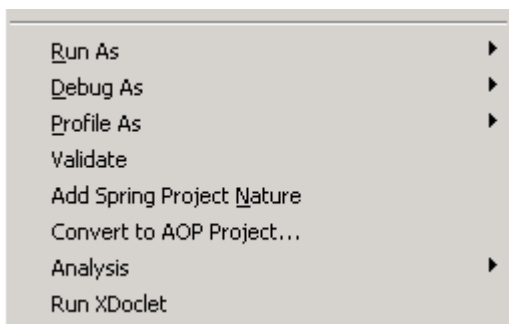 Run As
Debug As
Profile As
Validate
Add Spring Project Nature
Convert to AOP Project...
Analysis
Run XDoclet